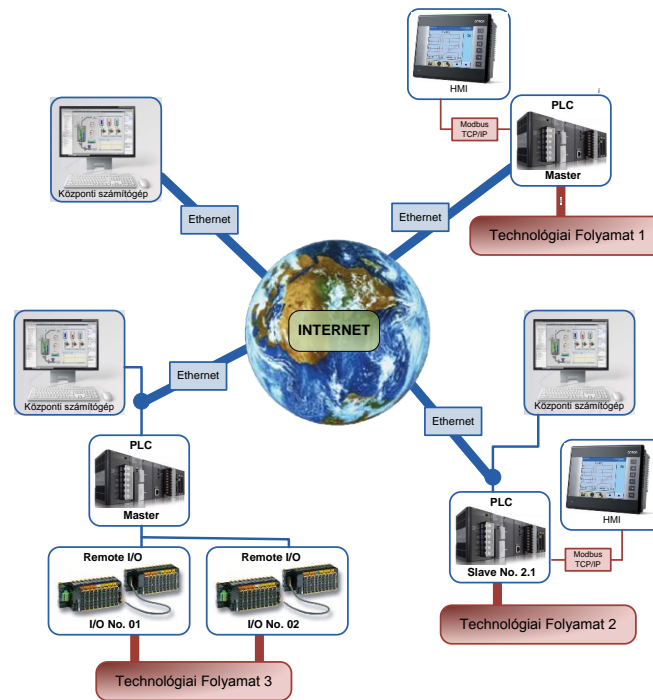 HMI
PLC
Modbus
TCP/IP
Master
Központi számítógép
Ethernet
Ethernet
Technológiai Folyamat 1
INTERNET
Ethernet
Központi számítógép
Központi számítógép
Ethernet
PLC
Master
PLC
Slave No. 2.1
HMI
Modbus
TCP/IP
Remote I/O
Remote I/O
I/O No. 01
I/O No. 02
Technológiai Folyamat 2
Technológiai Folyamat 3